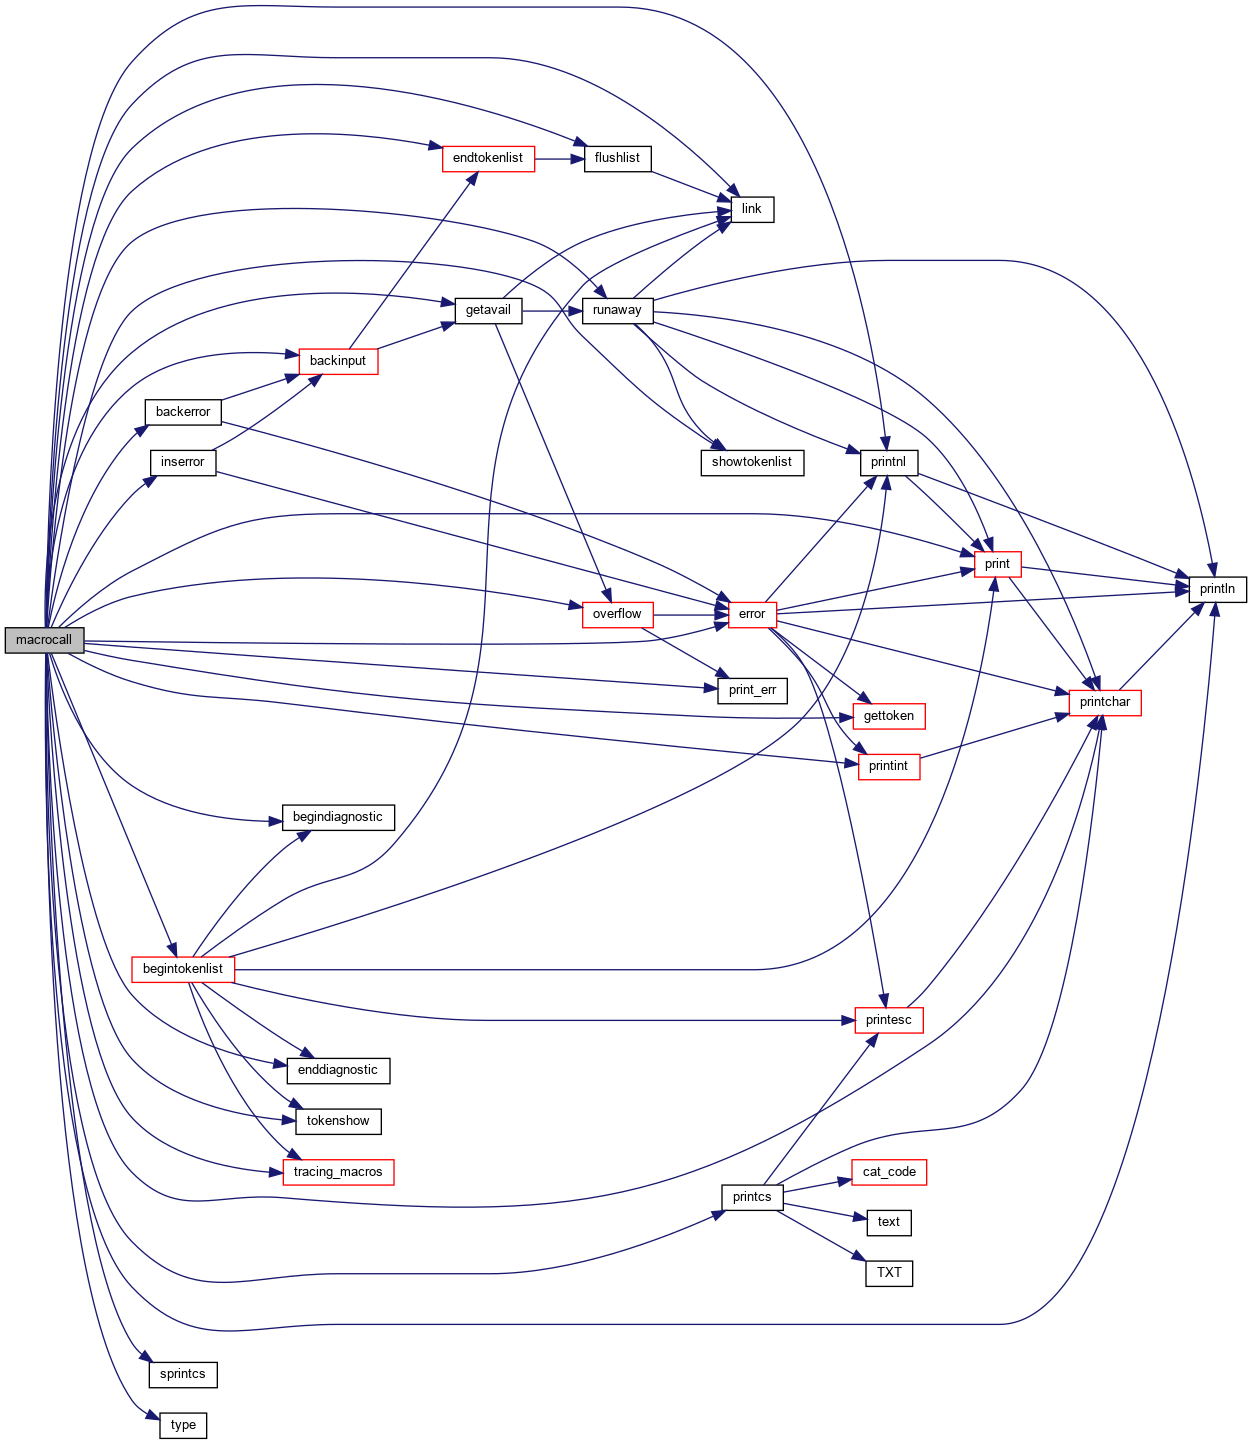 endtokenlist
flushlist
link
getavail
runaway
backinput
backerror
inserror
showtokenlist
printnl
print
println
overflow
error
macrocall
print_err
printchar
gettoken
printint
begindiagnostic
begintokenlist
printesc
enddiagnostic
tokenshow
tracing_macros
cat_code
printcs
text
TXT
sprintcs
type